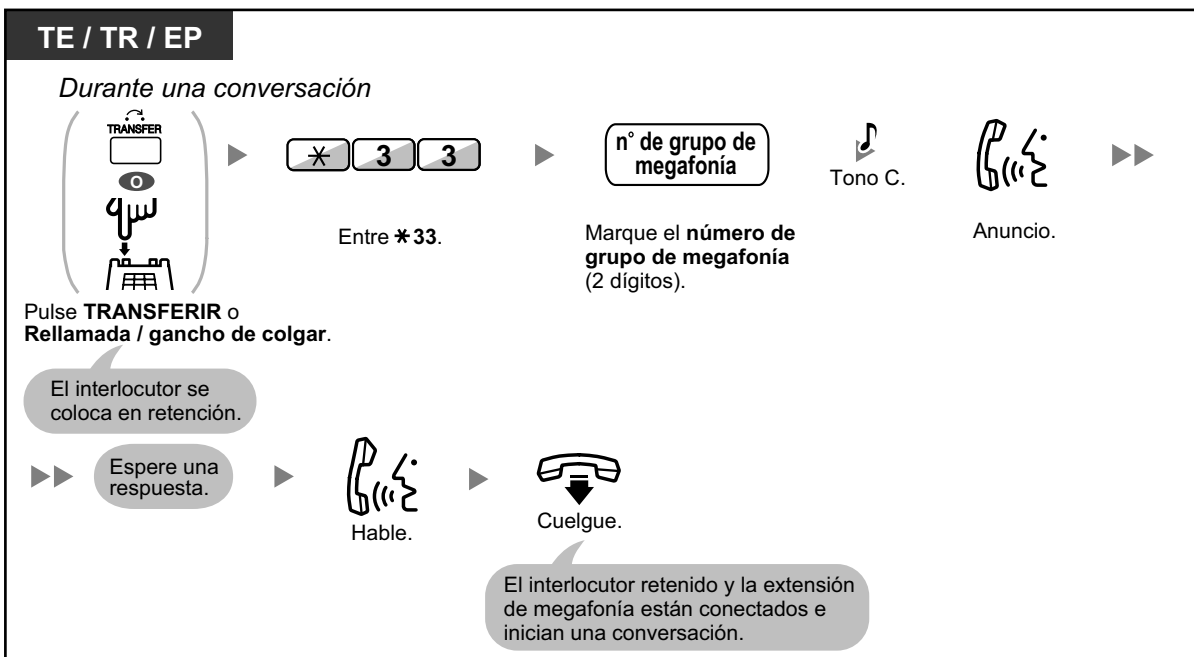 TE / TR / EP
Durante una conversación
TRANSFER
O
✳ 3 3
n° de grupo de
megafonía
Tono C.
Entre ✳33.
Marque el número de
grupo de megafonía
(2 dígitos).
Anuncio.
Pulse TRANSFERIR o
Rellamada / gancho de colgar.
El interlocutor se
coloca en retención.
Espere una
respuesta.
Hable.
Cuelgue.
El interlocutor retenido y la extensión
de megafonía están conectados e
inician una conversación.